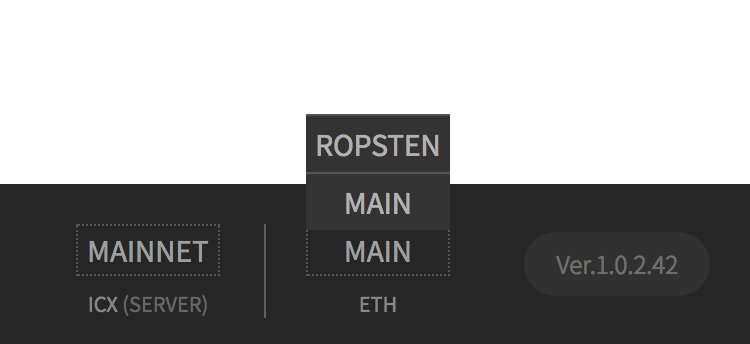 ROPSTEN
MAIN
MAINNET
MAIN
Ver.1.0.2.42
ICX (SERVER)
ETH